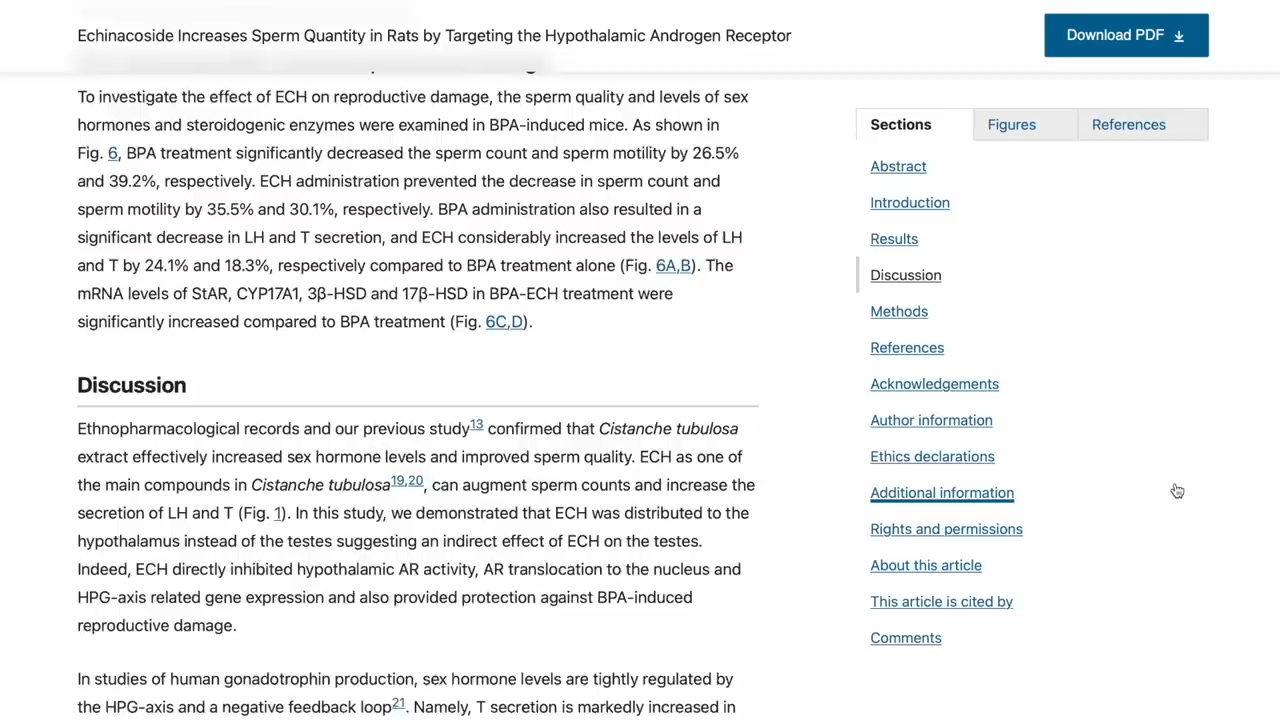 Echinacoside Increases Sperm Quantity in Rats by Targeting the Hypothalamic Androgen Receptor
Download PDF
To investigate the effect of ECH on reproductive damage, the sperm quality and levels of sex
hormones and steroidogenic enzymes were examined in BPA-induced mice. As shown in
Fig. 6, BPA treatment significantly decreased the sperm count and sperm motility by 26.5%
and 39.2%, respectively. ECH administration prevented the decrease in sperm count and
sperm motility by 35.5% and 30.1%, respectively. BPA administration also resulted in a
significant decrease in LH and T secretion, and ECH considerably increased the levels of LH
and T by 24.1% and 18.3%, respectively compared to BPA treatment alone (Fig. 6A,B). The
mRNA levels of StAR, CYP17A1, 3β-HSD and 17β-HSD in BPA-ECH treatment were
significantly increased compared to BPA treatment (Fig. 6C,D).
Discussion
Ethnopharmacological records and our previous study13 confirmed that Cistanche tubulosa
extract effectively increased sex hormone levels and improved sperm quality. ECH as one of
the main compounds in Cistanche tubulosa19,20, can augment sperm counts and increase the
secretion of LH and T (Fig. 1). In this study, we demonstrated that ECH was distributed to the
hypothalamus instead of the testes suggesting an indirect effect of ECH on the testes.
Indeed, ECH directly inhibited hypothalamic AR activity, AR translocation to the nucleus and
HPG-axis related gene expression and also provided protection against BPA-induced
reproductive damage.
In studies of human gonadotrophin production, sex hormone levels are tightly regulated by
the HPG-axis and a negative feedback loop21. Namely, T secretion is markedly increased in
Sections
Figures
References
Abstract
Introduction
Results
Discussion
Methods
References
Acknowledgements
Author information
Ethics declarations
Additional information
Rights and permissions
About this article
This article is cited by
Comments